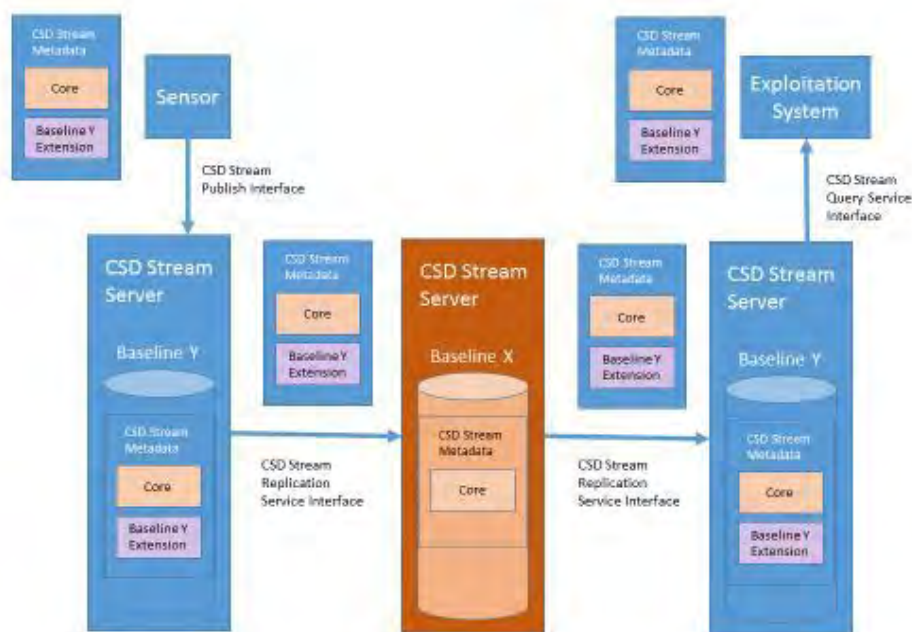 CSD Stream
Metadata
Core
Baseline Y
Extension
Sensor
CSD Stream
Publish Interface
CSD Stream
Metadata
Core
Baseline Y
Extension
Exploitation
System
CSD Stream
Query Service
Interface
CSD Stream
Server
Baseline Y
CSD Stream
Metadata
Core
Baseline Y
Extension
CSD Stream
Metadata
Core
Baseline Y
Extension
CSD Stream
Replication
Service Interface
CSD Stream
Server
Baseline X
CSD Stream
Metadata
Core
CSD Stream
Metadata
Core
Baseline Y
Extension
CSD Stream
Replication
Service Interface
CSD Stream
Server
Baseline Y
CSD Stream
Metadata
Core
Baseline Y
Extension